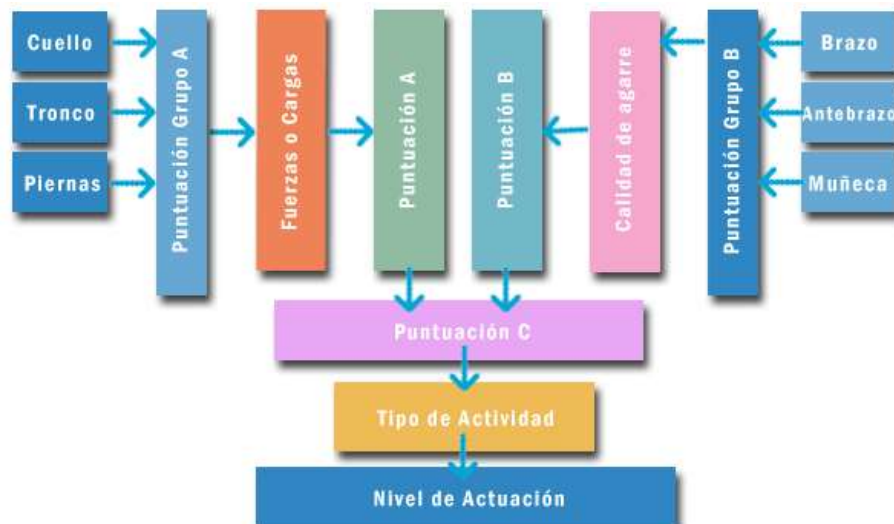 Cuello
Tronco
Piernas
Puntuación Grupo A
Fuerzas o Cargas
Puntuación A
Puntuación B
Calidad de agarre
Puntuación Grupo B
Brazo
Antebrazo
Muñeca
Puntuación C
Tipo de Actividad
Nivel de Actuación